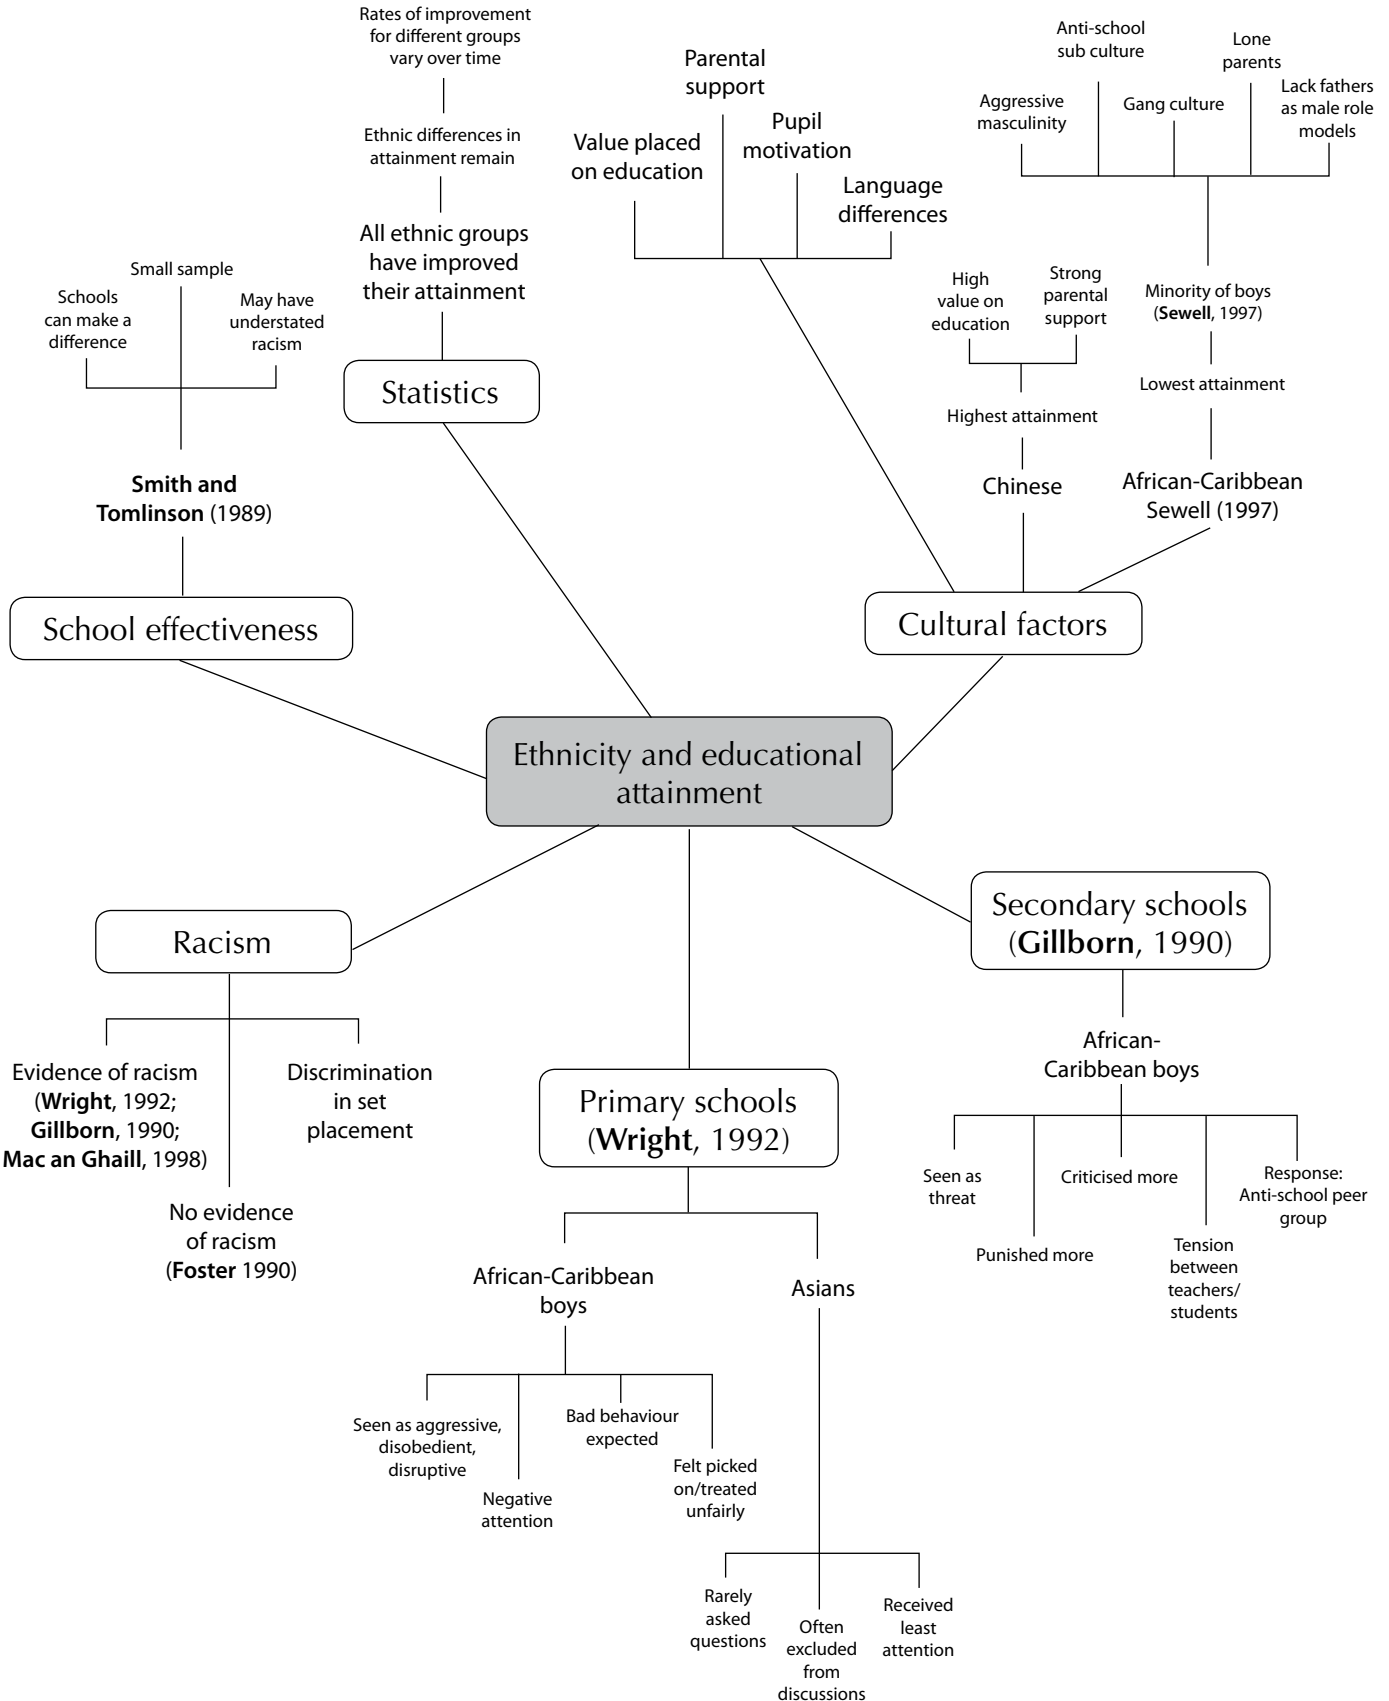 Rates of improvement
for different groups
vary over time
Ethnic differences in
attainment remain
All ethnic groups
have improved
their attainment
Statistics
Small sample
Schools
can make a
difference
May have
understated
racism
Smith and
Tomlinson (1989)
School effectiveness
Parental
support
Value placed
on education
Pupil
motivation
Language
differences
Anti-school
sub culture
Lone
parents
Aggressive
masculinity
Gang culture
Lack fathers
as male role
models
High
value on
education
Strong
parental
support
Minority of boys
(Sewell, 1997)
Lowest attainment
Highest attainment
Chinese
African-Caribbean
Sewell (1997)
Cultural factors
Ethnicity and educational
attainment
Racism
Evidence of racism
(Wright, 1992;
Gillborn, 1990;
Mac an Ghaill, 1998)
Discrimination
in set
placement
No evidence
of racism
(Foster 1990)
Primary schools
(Wright, 1992)
African-Caribbean
boys
Asians
Seen as aggressive,
disobedient,
disruptive
Negative
attention
Bad behaviour
expected
Felt picked
on/treated
unfairly
Rarely
asked
questions
Often
excluded
from
discussions
Received
least
attention
Secondary schools
(Gillborn, 1990)
African-
Caribbean boys
Seen as
threat
Punished more
Criticised more
Tension
between
teachers/
students
Response:
Anti-school peer
group